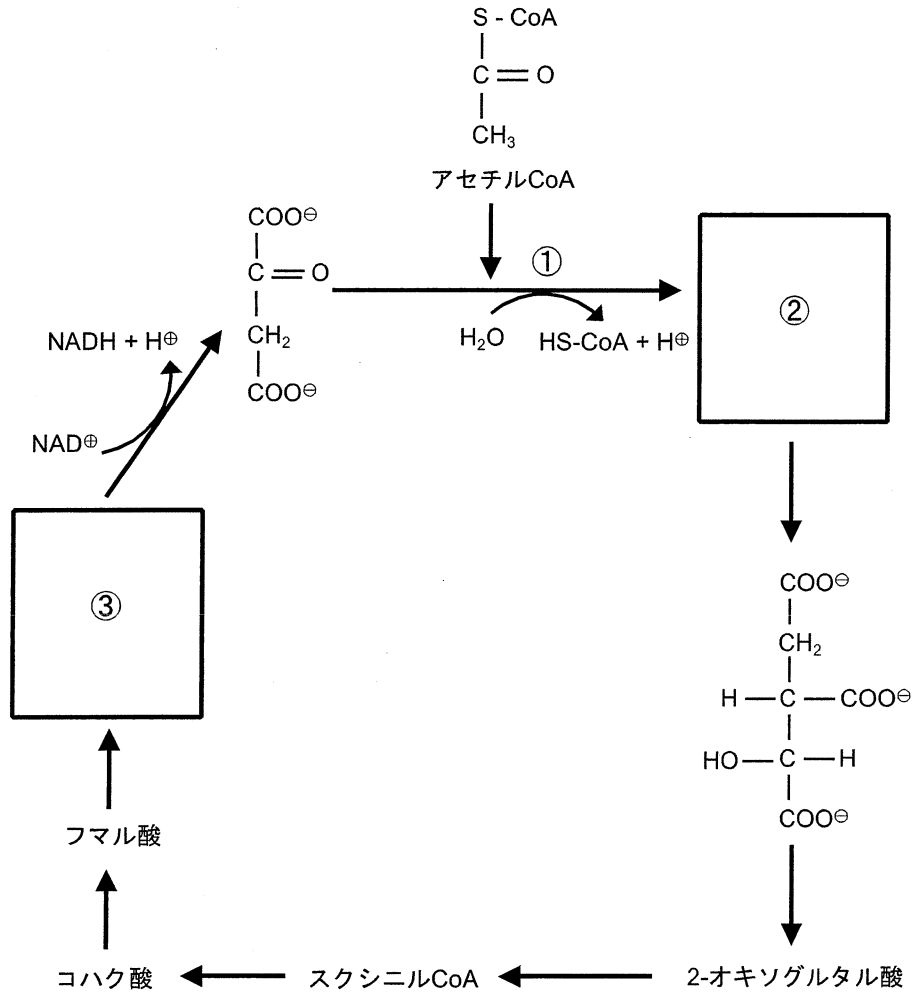 S - CoA
C=O
CH₃
アセチルCoA
COO⊖
C=O
CH₂
COO⊖
①
H₂O
HS-CoA + H⊕
②
NADH + H⊕
NAD⊕
③
COO⊖
CH₂
H—C—COO⊖
HO—C—H
COO⊖
フマル酸
コハク酸
スクシニルCoA
2-オキソグルタル酸